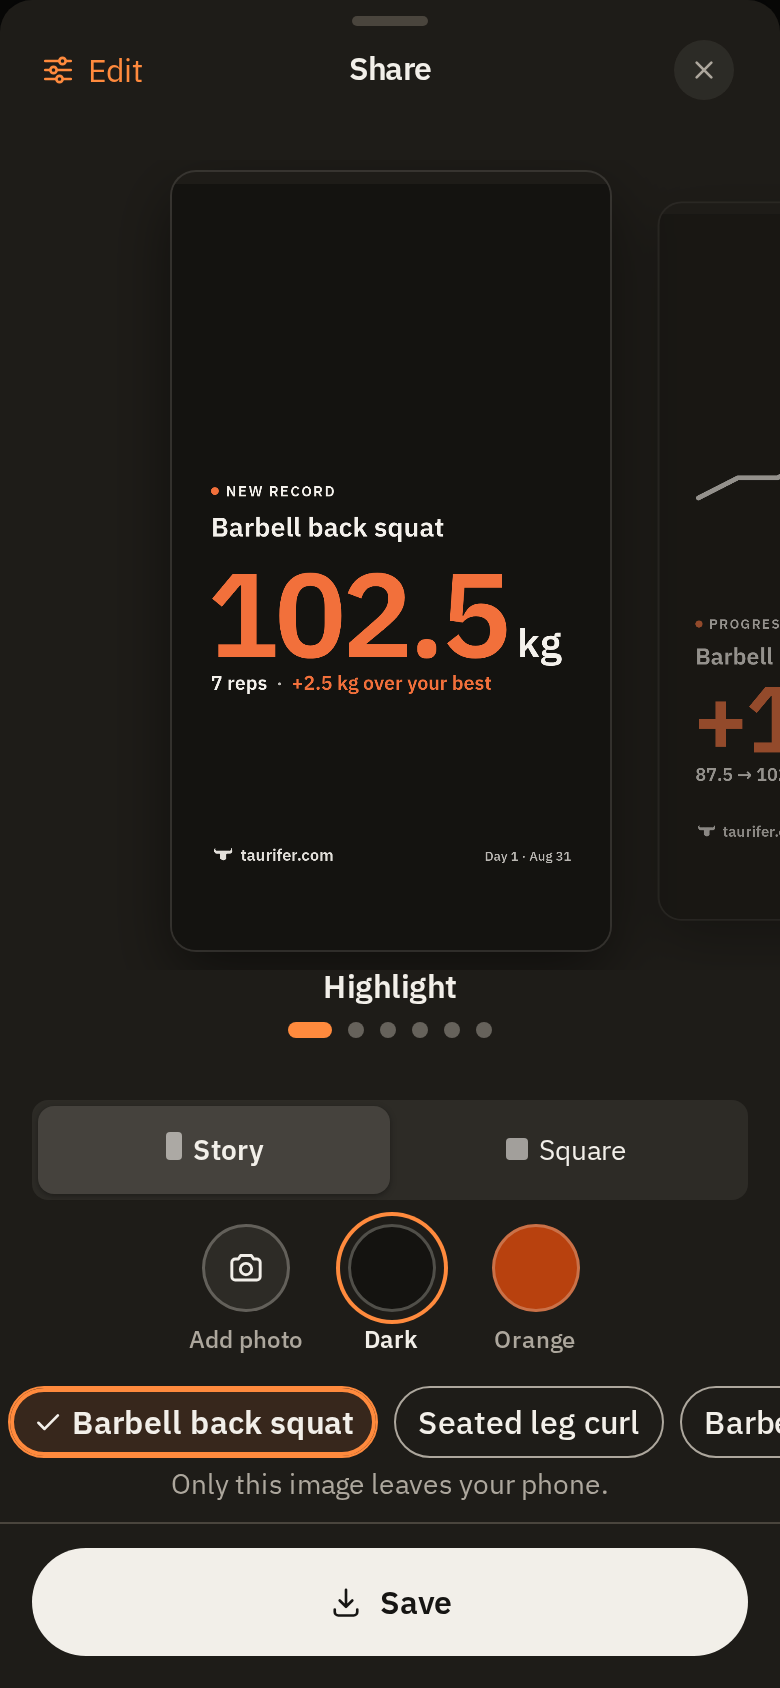 Edit
Share
NEW RECORD
Barbell back squat
102.5 kg
7 reps · +2.5 kg over your best
taurifer.com
Day 1 · Aug 31
Barbell
+1
87.5 → 10
taurifer.
Highlight
Story
Square
Add photo
Dark
Orange
Barbell back squat
Seated leg curl
Only this image leaves your phone.
Save